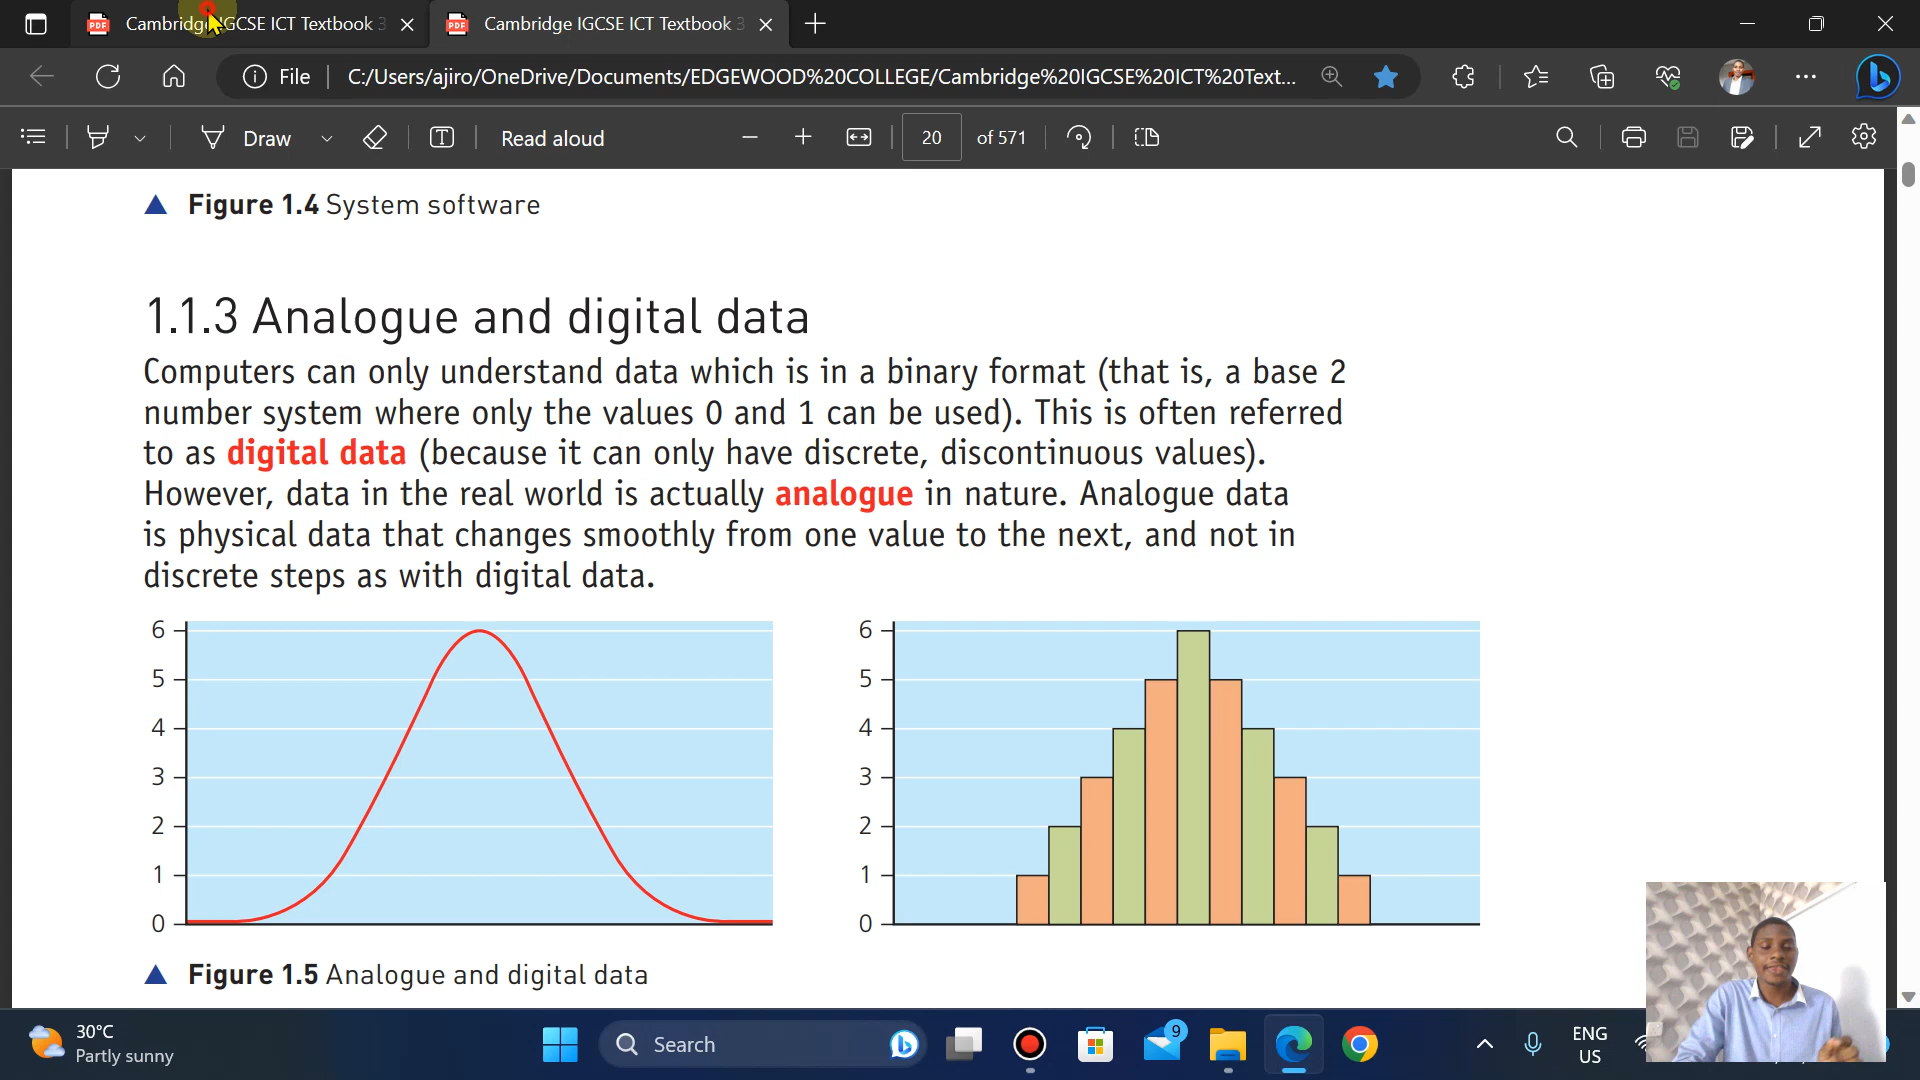 Cambridge IGCSE ICT Textbook 3
Cambridge IGCSE ICT Textbook 3
File
C:/Users/ajiro/OneDrive/Documents/EDGEWOOD%20COLLEGE/Cambridge%20IGCSE%20ICT%20Text...
Draw
Read aloud
20 of 571
Figure 1.4 System software
1.1.3 Analogue and digital data
Computers can only understand data which is in a binary format (that is, a base 2
number system where only the values 0 and 1 can be used). This is often referred
to as digital data (because it can only have discrete, discontinuous values).
However, data in the real world is actually analogue in nature. Analogue data
is physical data that changes smoothly from one value to the next, and not in
discrete steps as with digital data.
6
5
4
3
2
1
0
6
5
4
3
2
1
0
Figure 1.5 Analogue and digital data
30°C
Partly sunny
Search
9
ENG
US